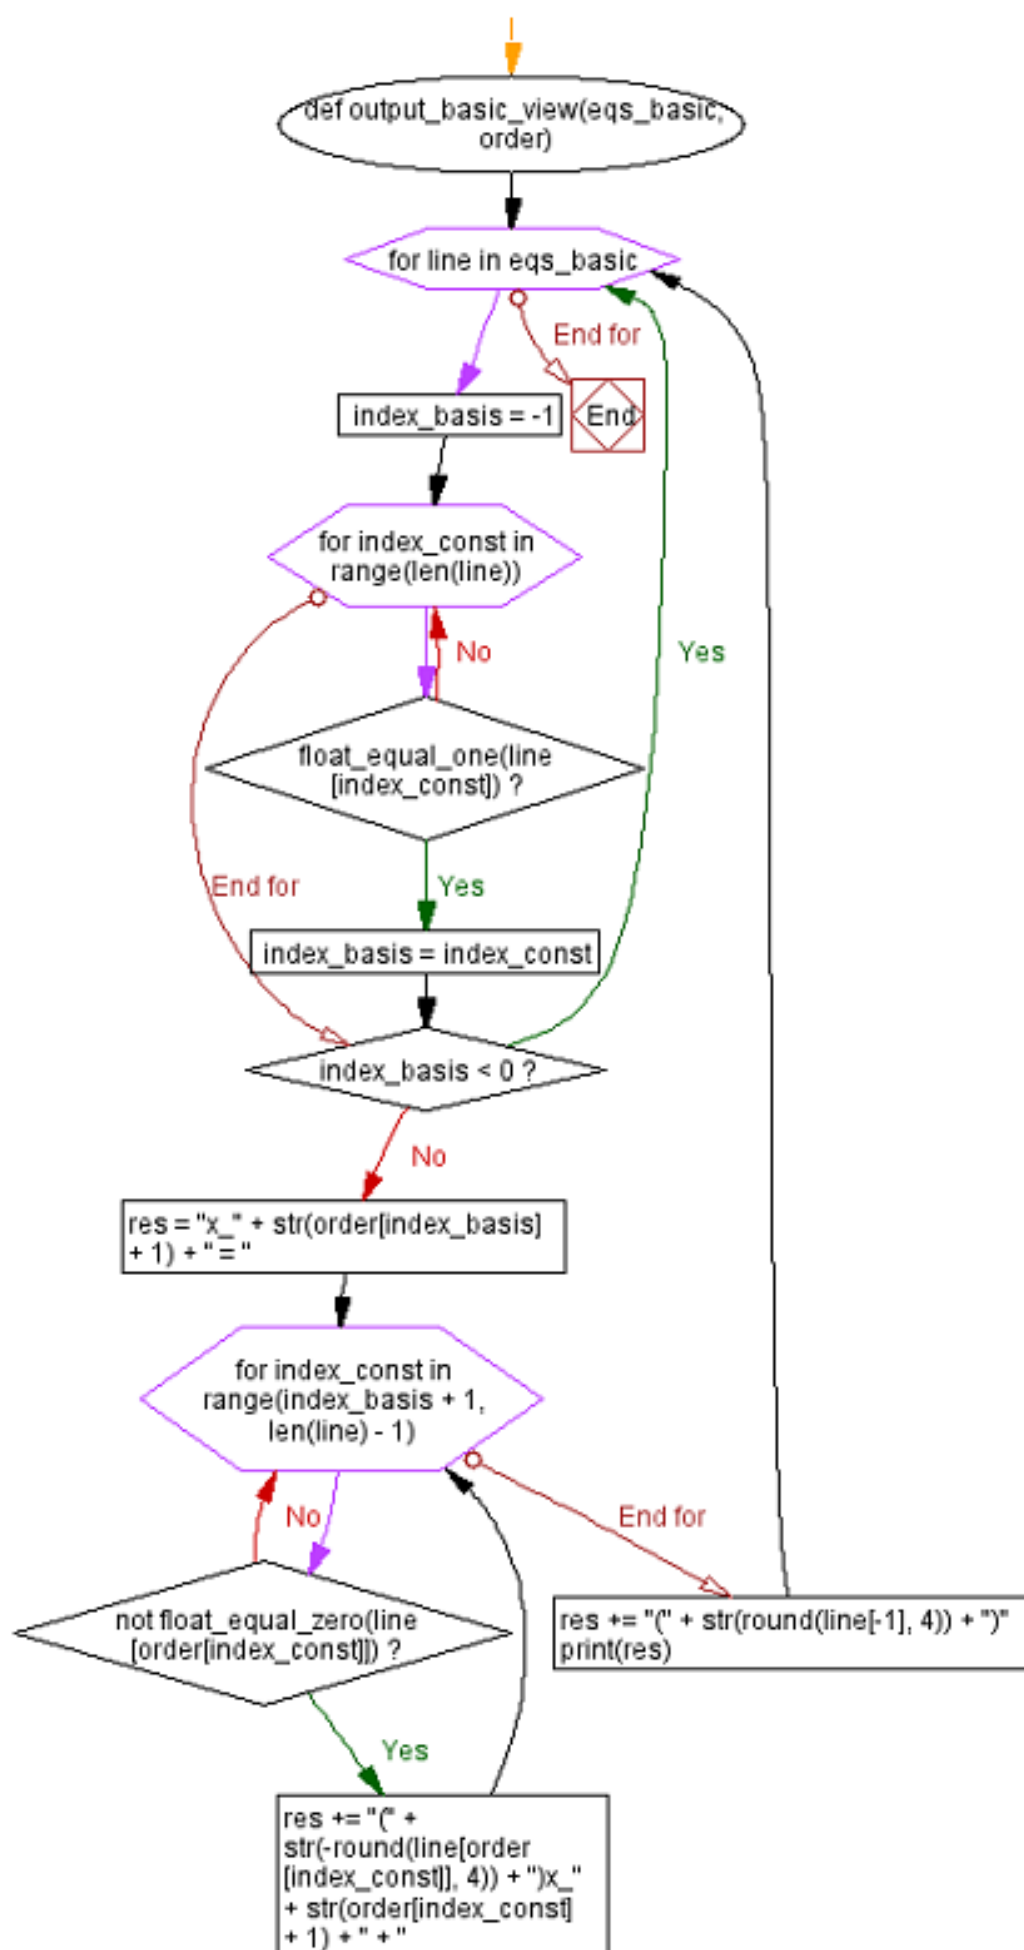 def output_basic_view(eqs_basic,
order)
for line in eqs_basic
End for
index_basis = -1
End
for index_const in
range(len(line))
No
Yes
float_equal_one(line
[index_const]) ?
End for
Yes
index_basis = index_const
index_basis < 0 ?
No
res = "x_" + str(order[index_basis]
+ 1) + " = "
for index_const in
range(index_basis + 1,
len(line) - 1)
No
End for
not float_equal_zero(line
[order[index_const]]) ?
res += "(" + str(round(line[-1], 4)) + ")"
print(res)
Yes
res += "(" +
str(-round(line[order
[index_const]], 4)) + ")x_"
+ str(order[index_const]
+ 1) + " + "